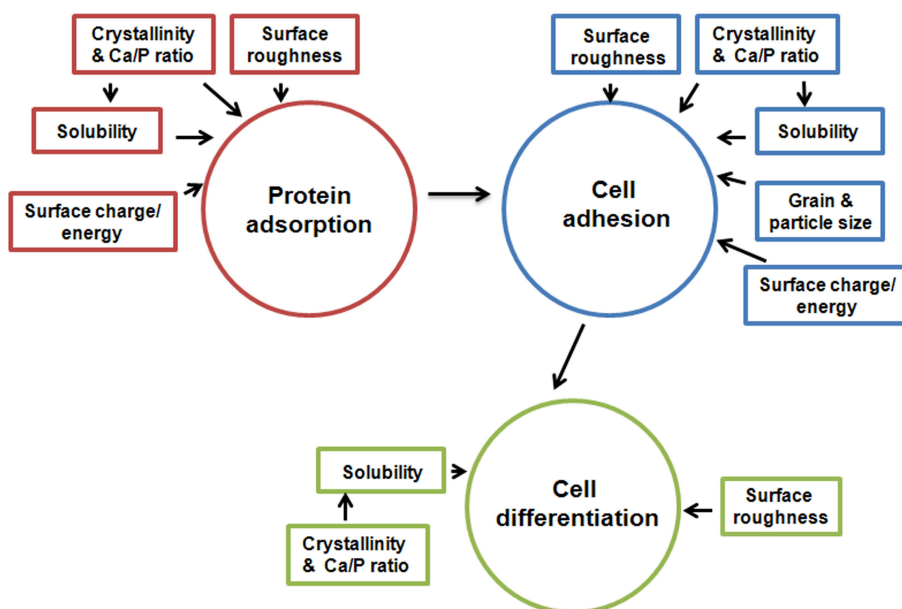 Crystallinity
& Ca/P ratio
Surface
roughness
Solubility
Surface charge/
energy
Protein
adsorption
Surface
roughness
Crystallinity
& Ca/P ratio
Solubility
Grain &
particle size
Surface charge/
energy
Cell
adhesion
Solubility
Crystallinity
& Ca/P ratio
Cell
differentiation
Surface
roughness